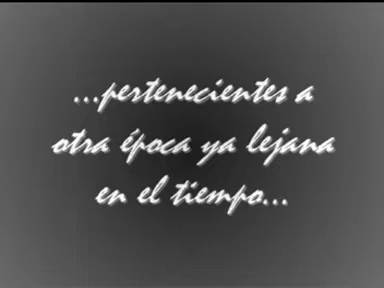 ...pertenecientes a
otra época ya lejana
en el tiempo...